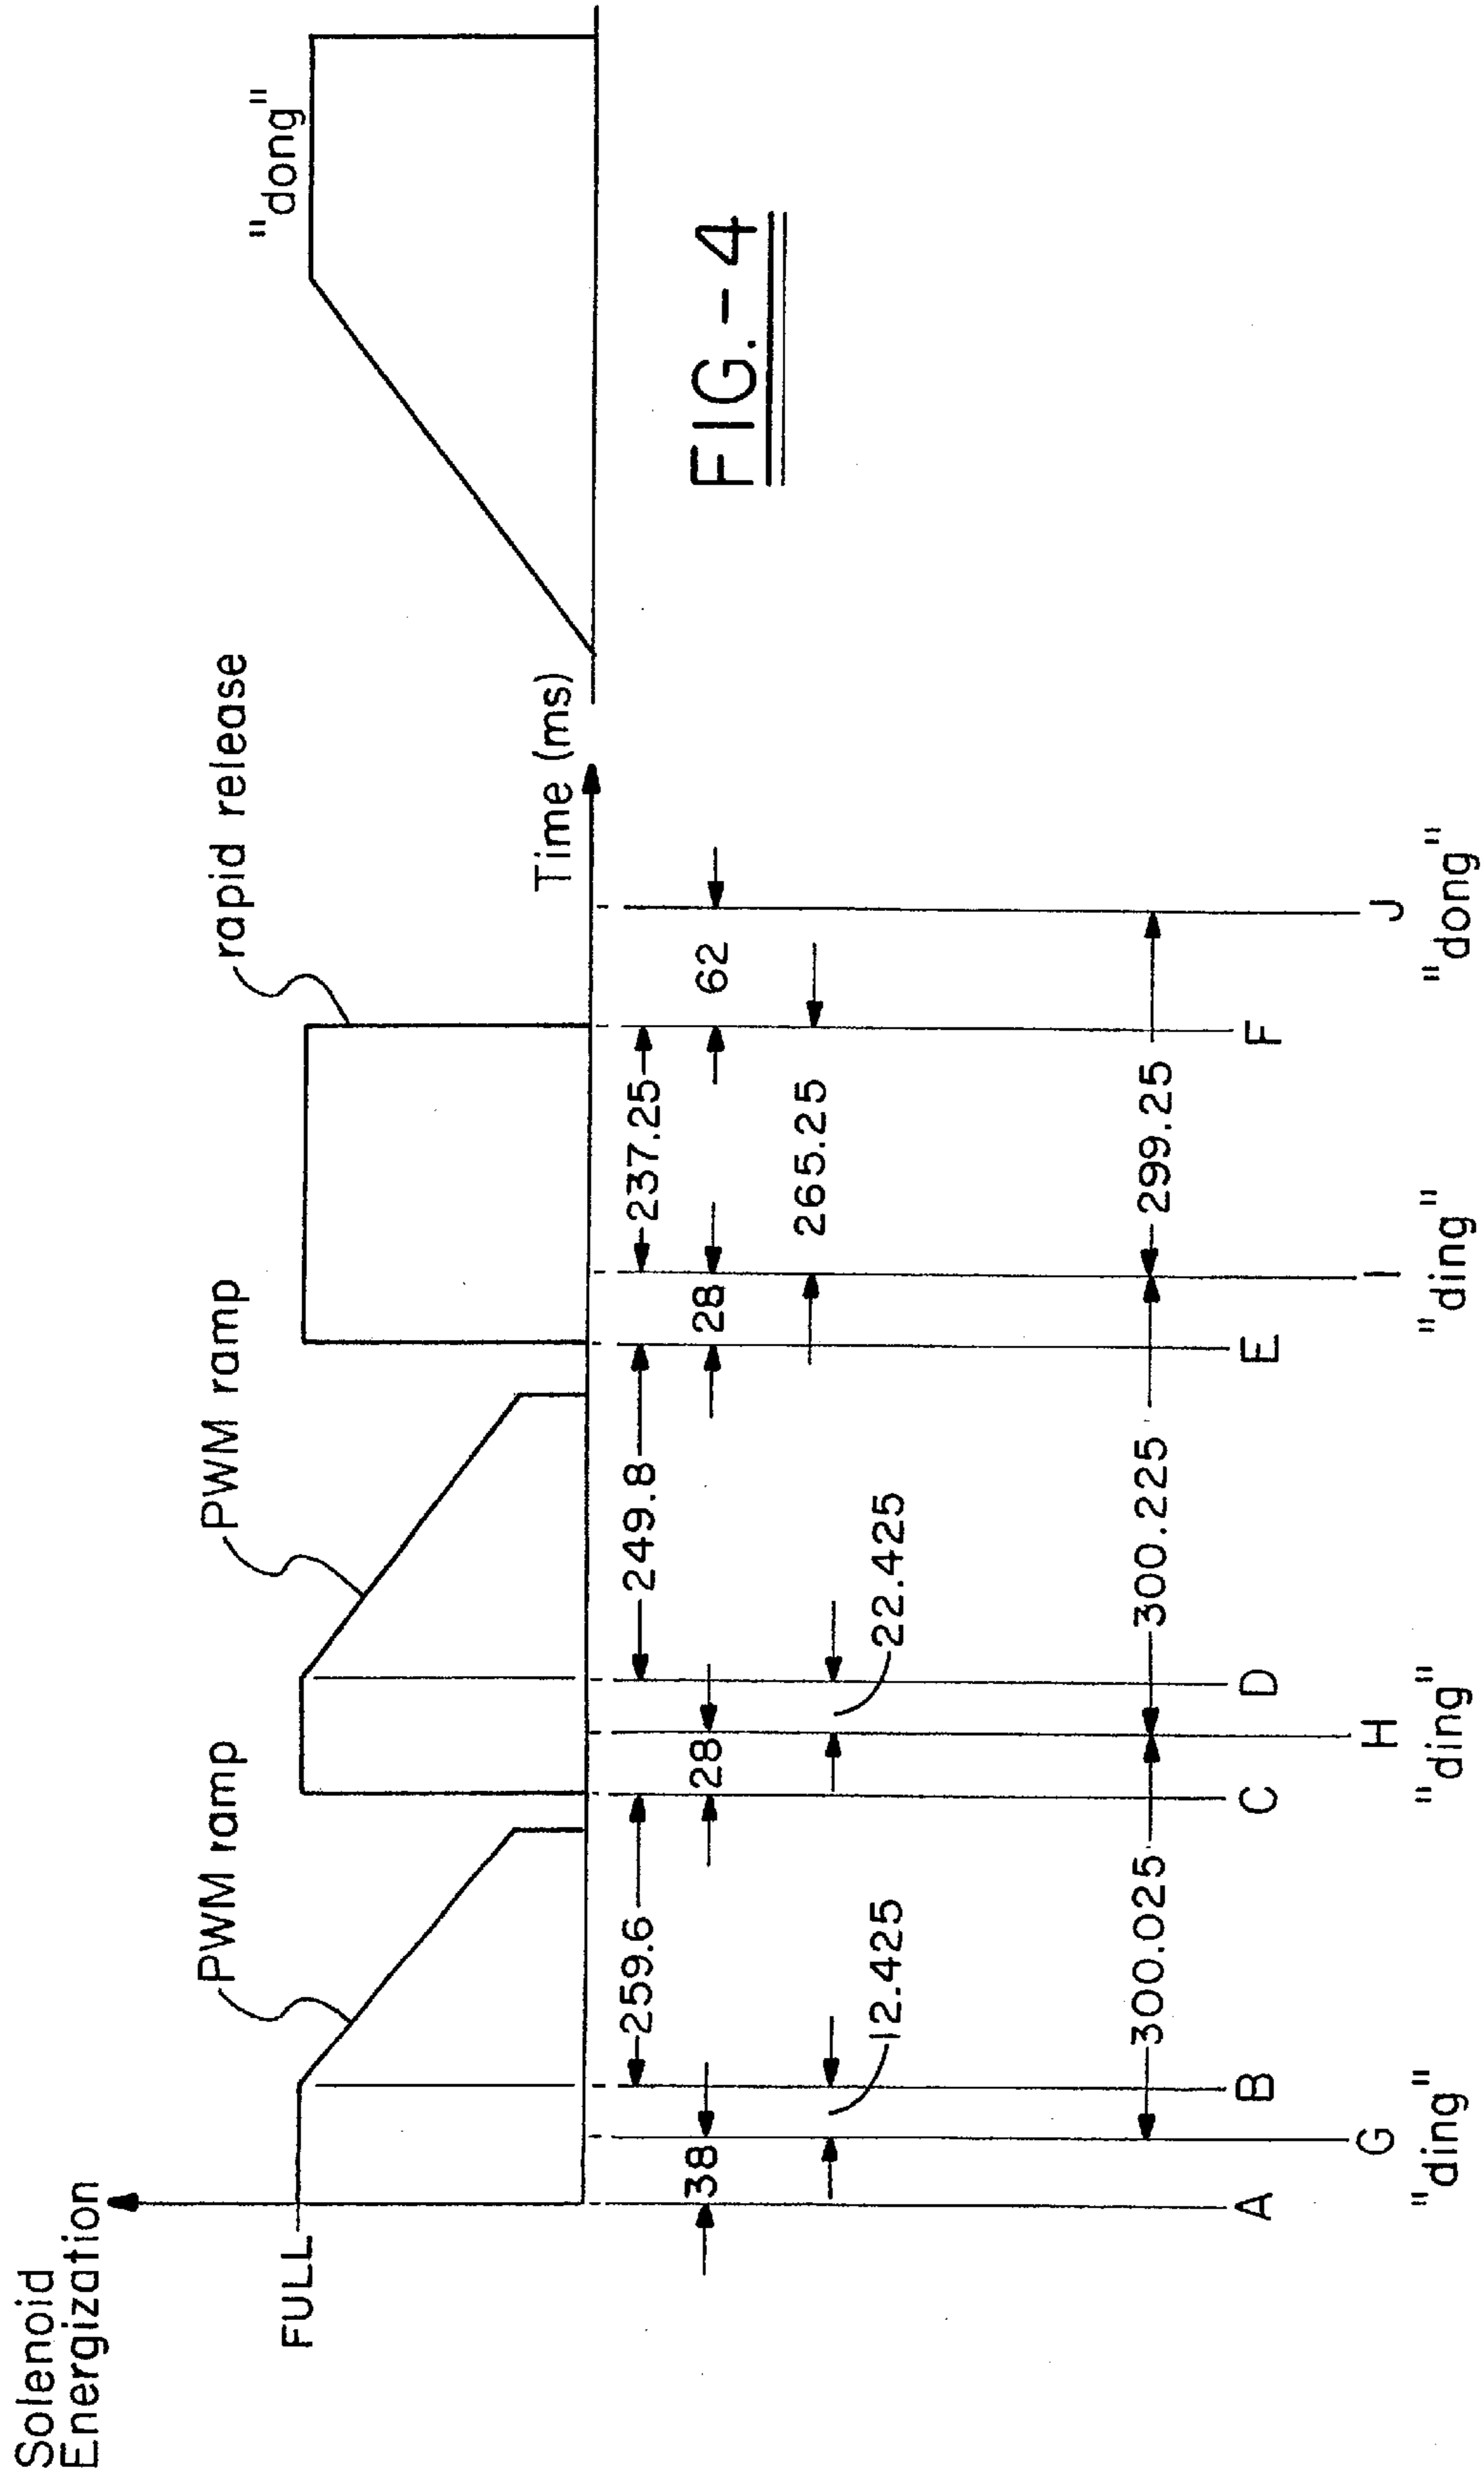 Solenoid
Energization
FULL
PWM ramp
PWM ramp
rapid release
"dong"
Time (ms)
259.6
249.8
237.25
38
28
28
62
12.425
22.425
265.25
300.025
300.225
299.25
A
B
C
D
E
F
G
H
I
J
"ding"
"ding"
"ding"
"dong"
FIG.-4